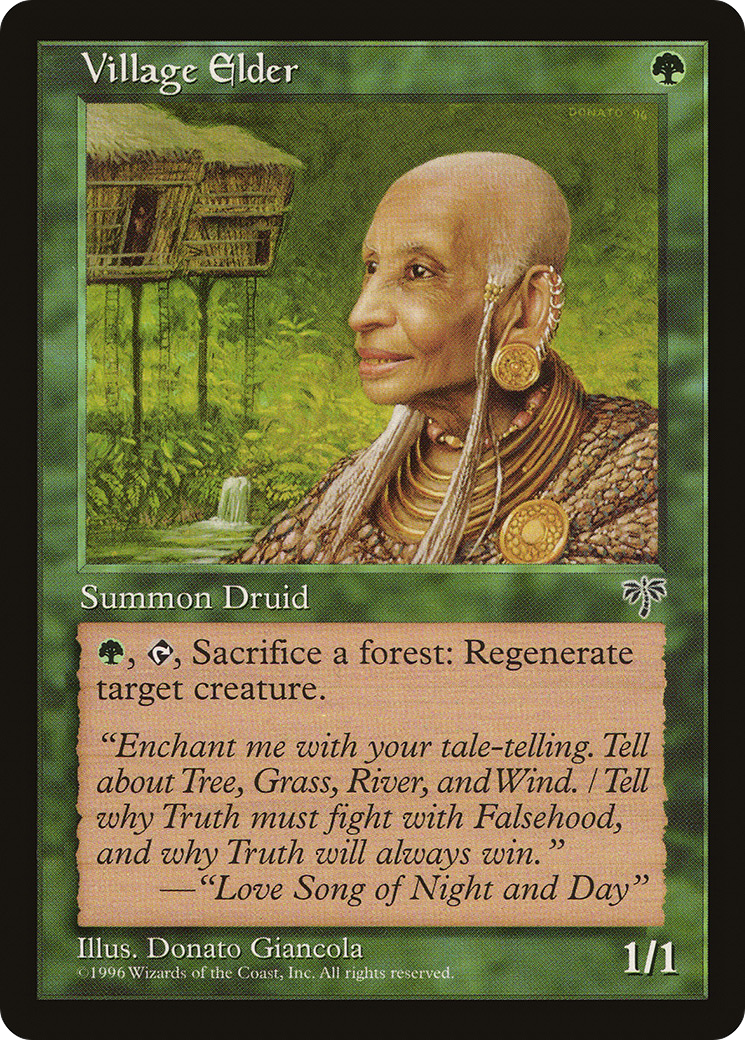 Village Elder
DONATO '96
Summon Druid
, , Sacrifice a forest: Regenerate
target creature.
“Enchant me with your tale-telling. Tell
about Tree, Grass, River, and Wind. / Tell
why Truth must fight with Falsehood,
and why Truth will always win.”
—“Love Song of Night and Day”
Illus. Donato Giancola
1/1
©1996 Wizards of the Coast, Inc. All rights reserved.